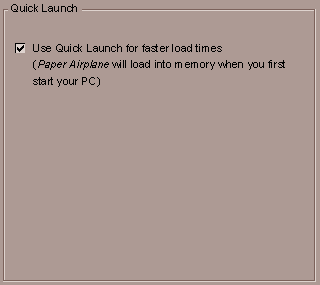 Quick Launch
Use Quick Launch for faster load times
(Paper Airplane will load into memory when you first
start your PC)